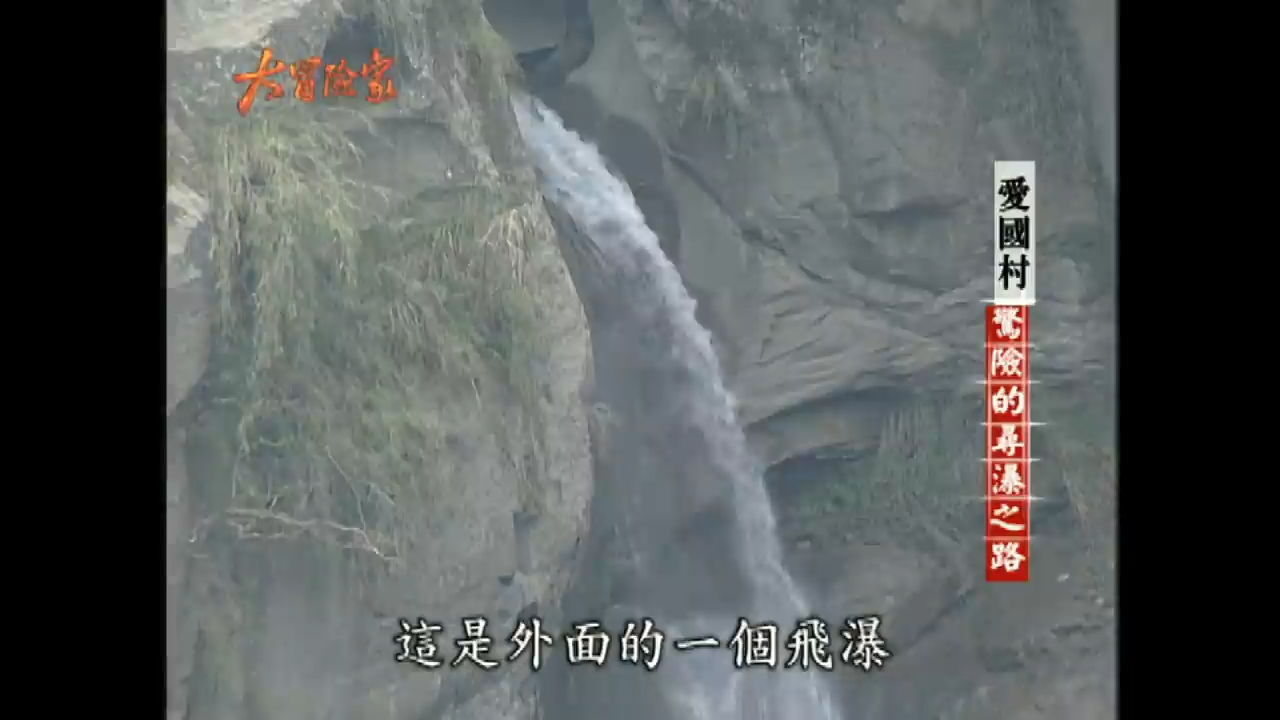 大冒險家
愛國村
驚險的尋瀑之路
這是外面的一個飛瀑